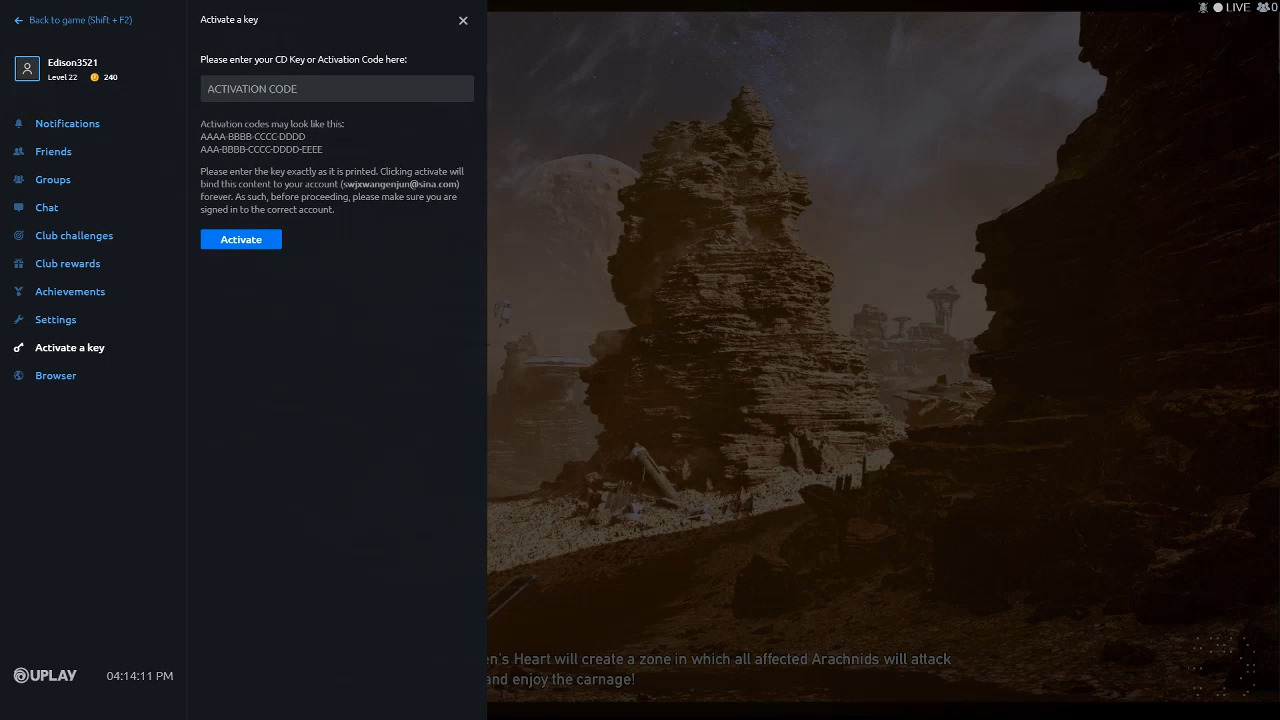 Back to game (Shift + F2)
Edison3521
Level 22
240
Notifications
Friends
Groups
Chat
Club challenges
Club rewards
Achievements
Settings
Activate a key
Browser
UPLAY
04:14:11 PM
Activate a key
Please enter your CD Key or Activation Code here:
ACTIVATION CODE
Activation codes may look like this:
AAAA-BBBB-CCCC-DDDD
AAA-BBBB-CCCC-DDDD-EEEE
Please enter the key exactly as it is printed. Clicking activate will
bind this content to your account (swjxwangenjun@sina.com)
forever. As such, before proceeding, please make sure you are
signed in to the correct account.
Activate
LIVE
0
en's Heart will create a zone in which all affected Arachnids will attack
and enjoy the carnage!